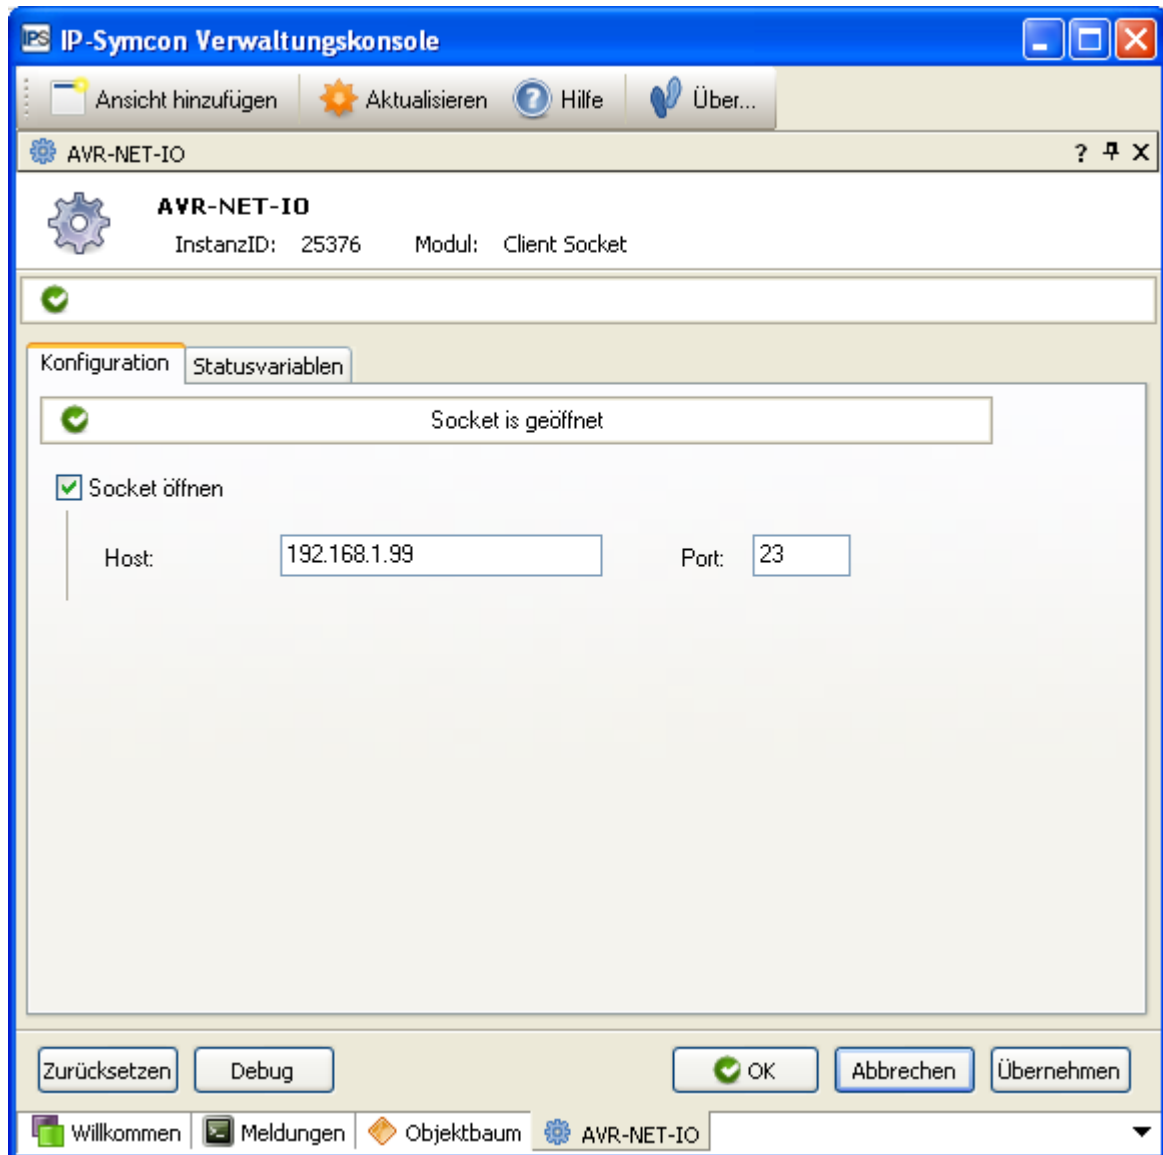 IPS IP-Symcon Verwaltungskonsole
Ansicht hinzufügen Aktualisieren ? Hilfe Über...
AVR-NET-IO ?
AVR-NET-IO
InstanzID: 25376 Modul: Client Socket
Konfiguration Statusvariablen
Socket is geöffnet
Socket öffnen
Host: 192.168.1.99 Port: 23
Zurücksetzen Debug OK Abbrechen Übernehmen
Willkommen Meldungen Objektbaum AVR-NET-IO